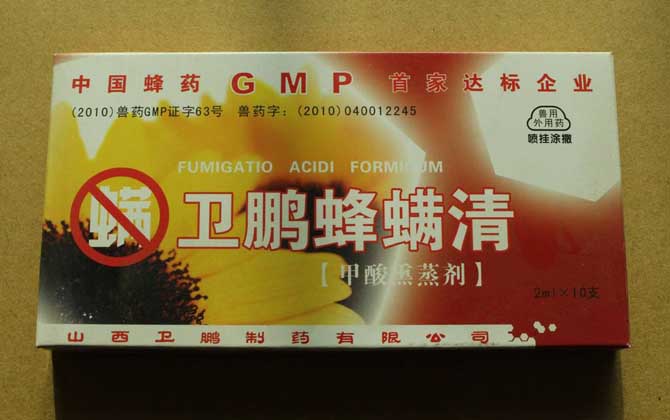 中国蜂药 GMP 首家达标企业
(2010)兽药GMP证字63号 兽药字:(2010)040012245
兽用
外用药
喷挂涂撒
FUMIGATIO ACIDI FORMICUM
螨
卫鹏蜂螨清
【甲酸熏蒸剂】
2ml×10支
山西卫鹏制药有限公司